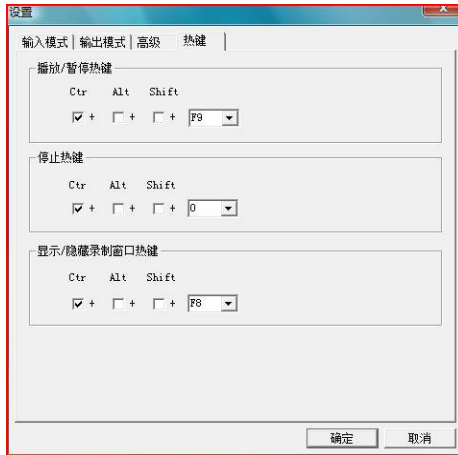 设置
输入模式 输出模式 高级 热键
播放/暂停热键
Ctr Alt Shift
+ + + F9
停止热键
Ctr Alt Shift
+ + + 0
显示/隐藏录制窗口热键
Ctr Alt Shift
+ + + F8
确定 取消